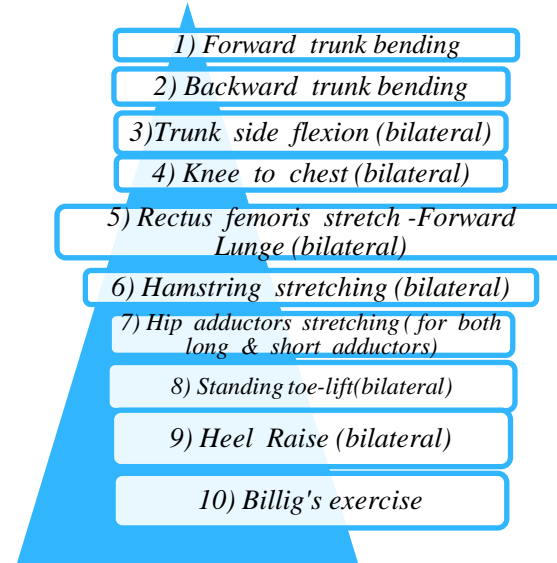 1) Forward trunk bending
2) Backward trunk bending
3)Trunk side flexion (bilateral)
4) Knee to chest (bilateral)
5) Rectus femoris stretch -Forward
Lunge (bilateral)
6) Hamstring stretching (bilateral)
7) Hip adductors stretching ( for both
long & short adductors)
8) Standing toe-lift(bilateral)
9) Heel Raise (bilateral)
10) Billig's exercise